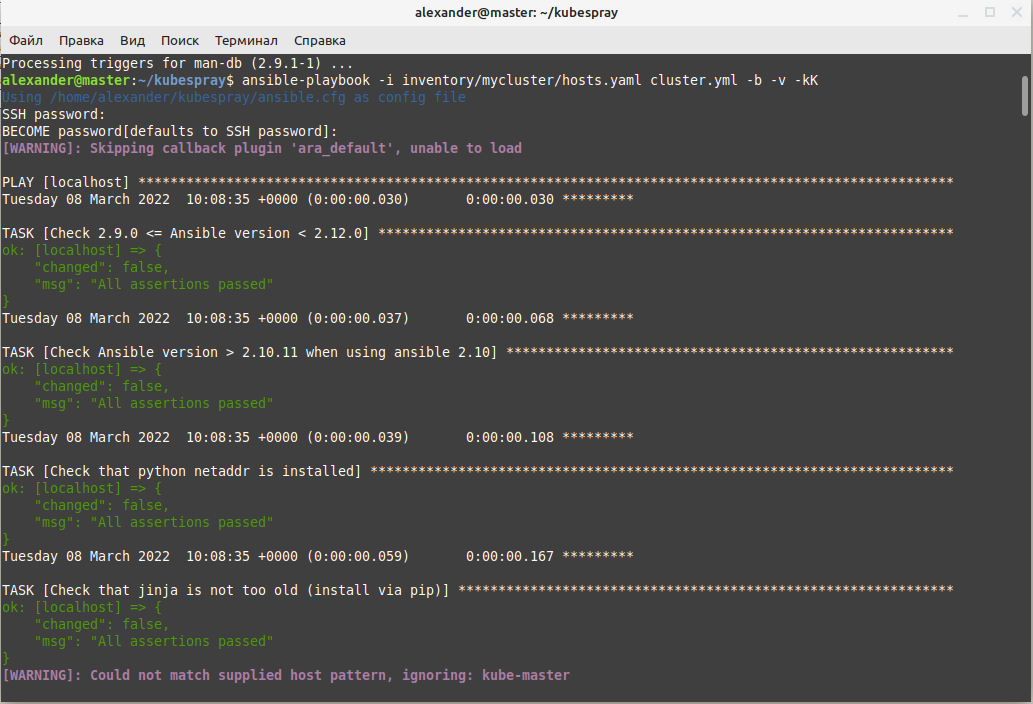 alexander@master: ~/kubespray
Файл Правка Вид Поиск Терминал Справка
Processing triggers for man-db (2.9.1-1) ...
alexander@master:~/kubespray$ ansible-playbook -i inventory/mycluster/hosts.yaml cluster.yml -b -v -kK
Using /home/alexander/kubespray/ansible.cfg as config file
SSH password:
BECOME password[defaults to SSH password]:
[WARNING]: Skipping callback plugin 'ara_default', unable to load
PLAY [localhost] ******************************************************************************************************
Tuesday 08 March 2022  10:08:35 +0000 (0:00:00.030)       0:00:00.030 *********
TASK [Check 2.9.0 <= Ansible version < 2.12.0] ************************************************************************
ok: [localhost] => {
    "changed": false,
    "msg": "All assertions passed"
}
Tuesday 08 March 2022  10:08:35 +0000 (0:00:00.037)       0:00:00.068 *********
TASK [Check Ansible version > 2.10.11 when using ansible 2.10] ********************************************************
ok: [localhost] => {
    "changed": false,
    "msg": "All assertions passed"
}
Tuesday 08 March 2022  10:08:35 +0000 (0:00:00.039)       0:00:00.108 *********
TASK [Check that python netaddr is installed] *************************************************************************
ok: [localhost] => {
    "changed": false,
    "msg": "All assertions passed"
}
Tuesday 08 March 2022  10:08:35 +0000 (0:00:00.059)       0:00:00.167 *********
TASK [Check that jinja is not too old (install via pip)] **************************************************************
ok: [localhost] => {
    "changed": false,
    "msg": "All assertions passed"
}
[WARNING]: Could not match supplied host pattern, ignoring: kube-master